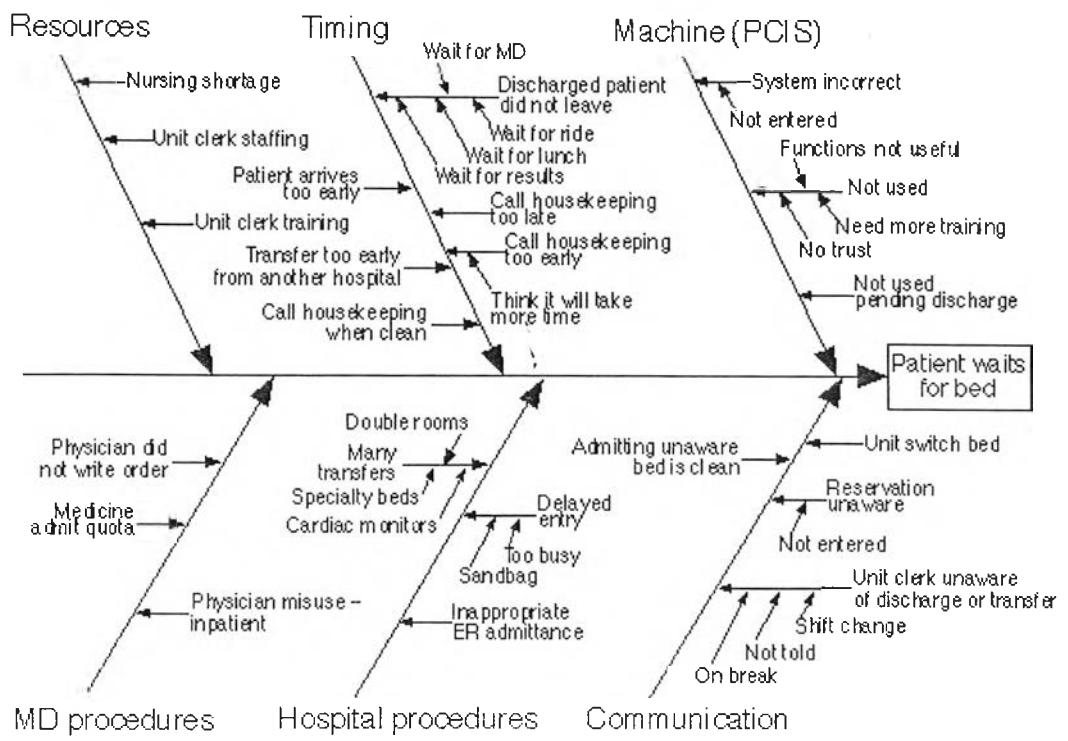 Resources
Timing
Machine (PCIS)
Wait for MD
Nursing shortage
Discharged patient
did not leave
System incorrect
Not entered
Unit clerk staffing
Wait for ride
Wait for lunch
Wait for results
Functions not useful
Patient arrives
too early
Not used
Unit clerk training
Call housekeeping
too late
Need more training
No trust
Call housekeeping
too early
Transfer too early
from another hospital
Think it will take
more time
Not used
pending discharge
Call housekeeping
when clean
Patient waits
for bed
Physician did
not write order
Double rooms
Many
transfers
Specialty beds
Cardiac monitors
Admitting unaware
bed is clean
Unit switch bed
Medicine
admit quota
Delayed
entry
Too busy
Sandbag
Reservation
unaware
Not entered
Physician misuse –
inpatient
Inappropriate
ER admittance
Unit clerk unaware
of discharge or transfer
Shift change
Not told
On break
MD procedures
Hospital procedures
Communication